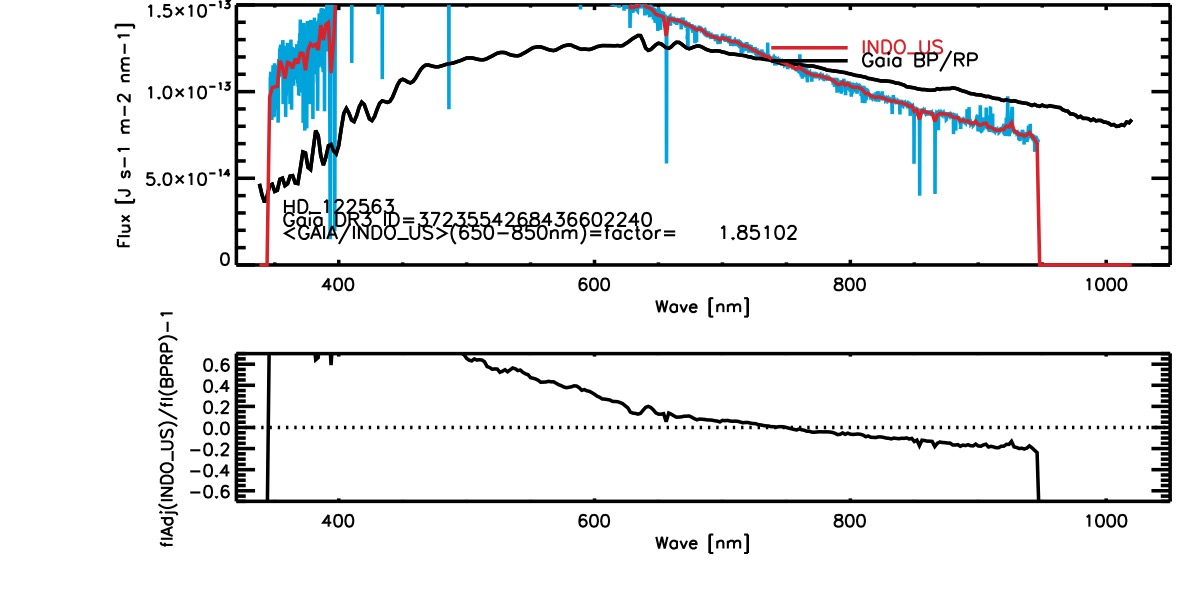 1.5×10⁻¹³
1.0×10⁻¹³
5.0×10⁻¹⁴
0
Flux [J s−1 m−2 nm−1]
INDO_US
Gaia BP/RP
HD_122563
Gaia DR3 ID=3723554268436602240
<GAIA/INDO_US>(650−850nm)=factor= 1.85102
400 600 800 1000
Wave [nm]
flAdj(INDO_US)/fl(BPRP)−1
0.6
0.4
0.2
0.0
−0.2
−0.4
−0.6
400 600 800 1000
Wave [nm]